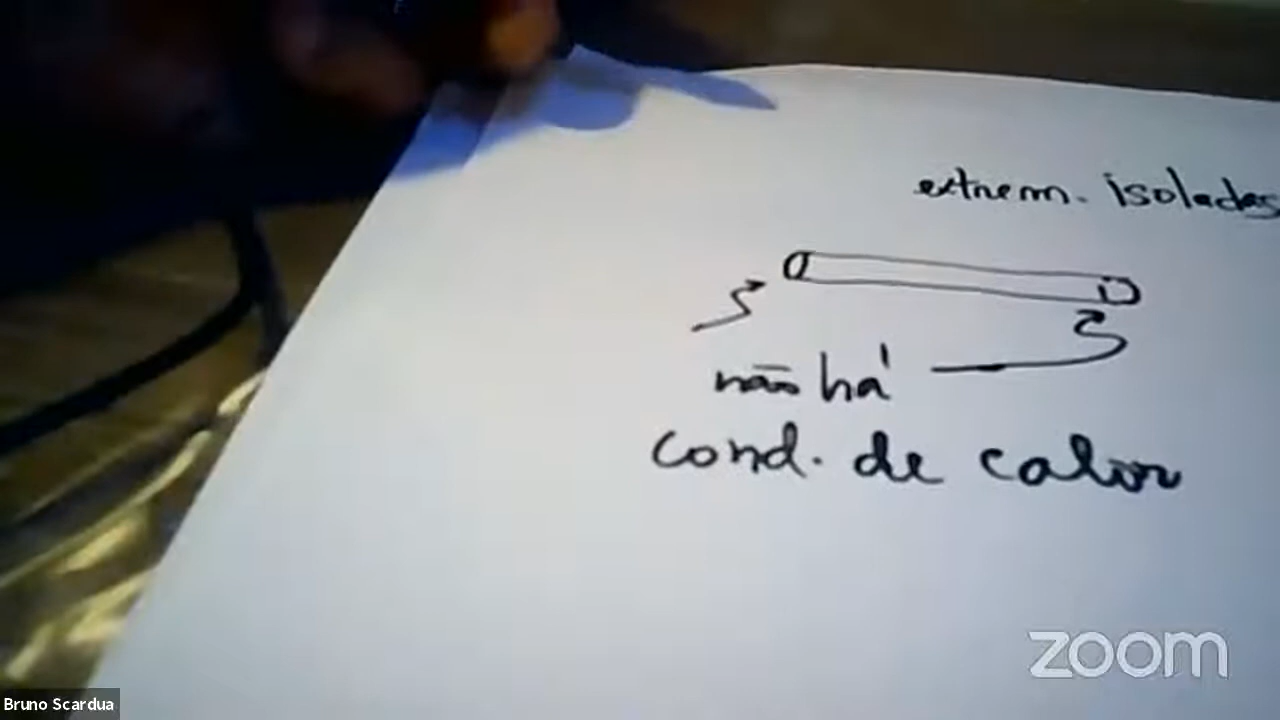 extrem. isoladas
não há
cond. de calor
zoom
Bruno Scardua